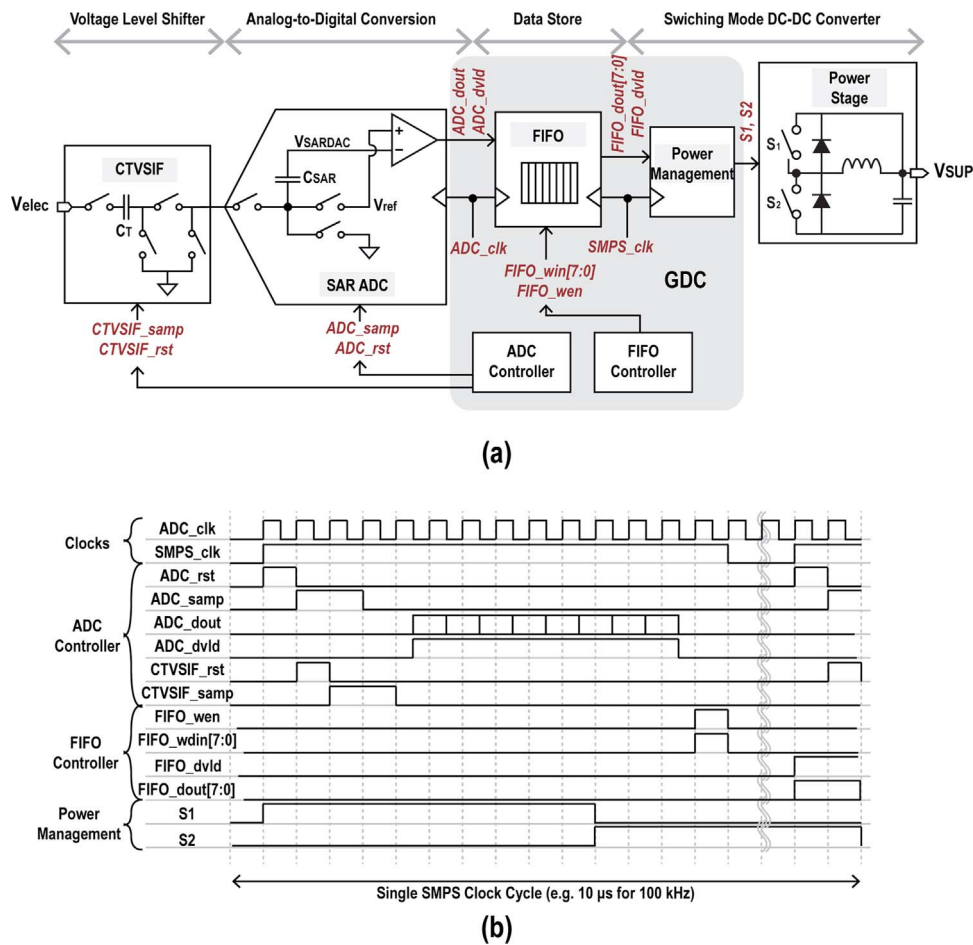 Voltage Level Shifter
Analog-to-Digital Conversion
Data Store
Swiching Mode DC-DC Converter
ADC_dout
ADC_dvld
FIFO_dout[7:0]
FIFO_dvld
S1, S2
Power
Stage
CTVSIF
VSARDAC
CSAR
Vref
FIFO
Power
Management
S1
S2
VSUP
Velec
CT
SAR ADC
ADC_clk
SMPS_clk
FIFO_win[7:0]
FIFO_wen
GDC
CTVSIF_samp
CTVSIF_rst
ADC_samp
ADC_rst
ADC
Controller
FIFO
Controller
(a)
Clocks
ADC_clk
SMPS_clk
ADC
Controller
ADC_rst
ADC_samp
ADC_dout
ADC_dvld
CTVSIF_rst
CTVSIF_samp
FIFO
Controller
FIFO_wen
FIFO_wdin[7:0]
FIFO_dvld
FIFO_dout[7:0]
Power
Management
S1
S2
Single SMPS Clock Cycle (e.g. 10 µs for 100 kHz)
(b)